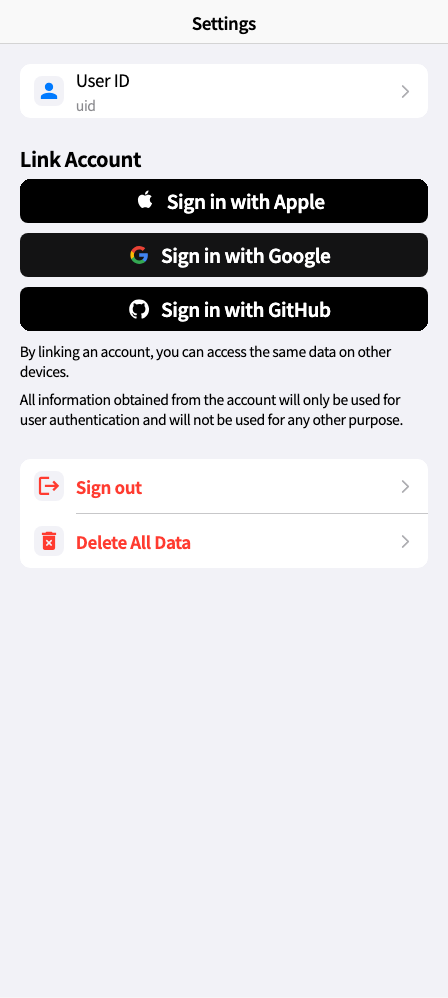 Settings
User ID
uid
Link Account
Sign in with Apple
Sign in with Google
Sign in with GitHub
By linking an account, you can access the same data on other
devices.
All information obtained from the account will only be used for
user authentication and will not be used for any other purpose.
Sign out
Delete All Data